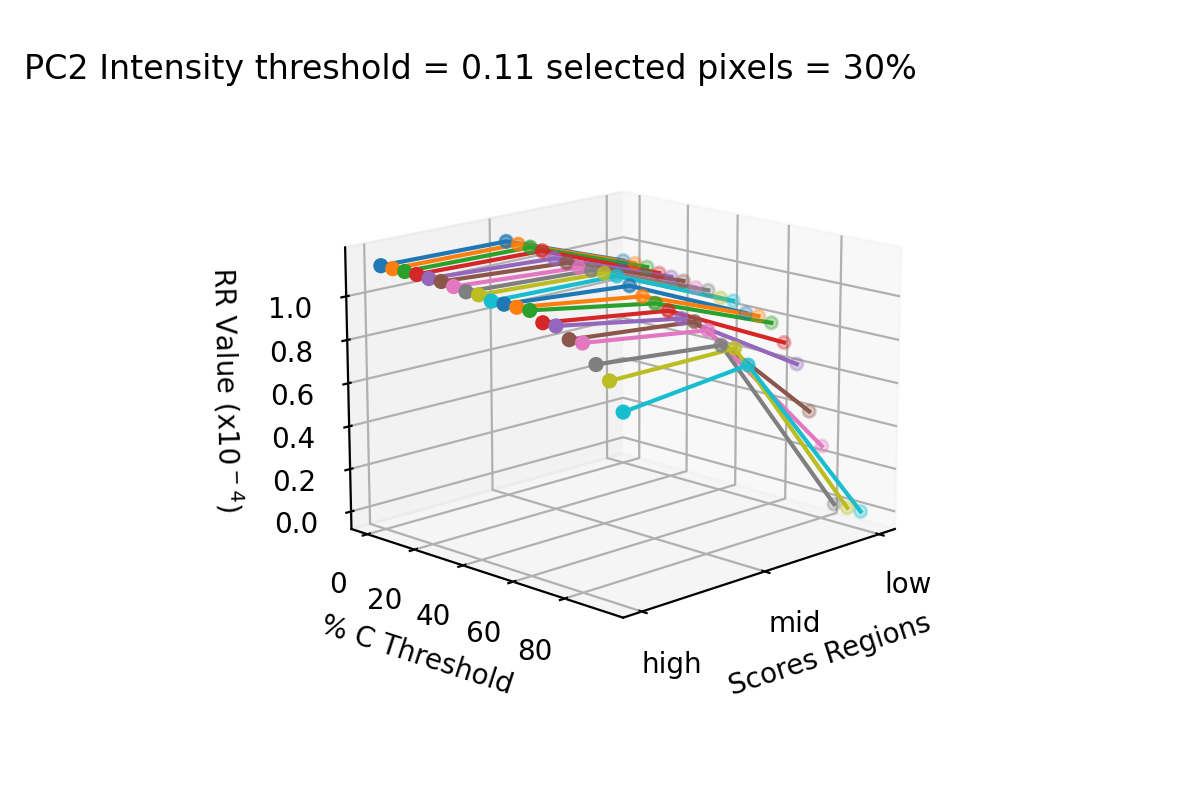 PC2 Intensity threshold = 0.11 selected pixels = 30%
RR Value (x10⁻⁴)
1.0
0.8
0.6
0.4
0.2
0.0
0
20
40
60
80
% C Threshold
high
mid
low
Scores Regions